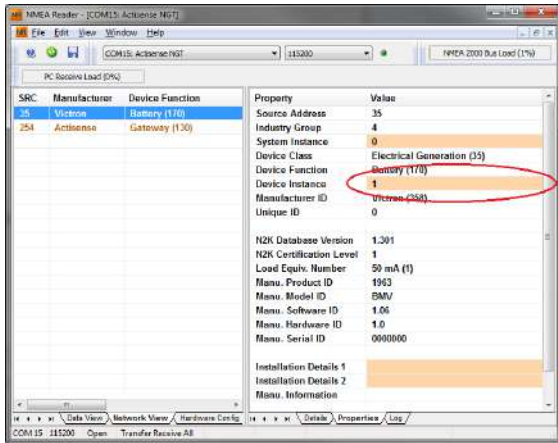 NMEA Reader - [COM15: Actisense NGT]
File Edit View Window Help
COM15: Actisense NGT 115200 NMEA 2000 Bus Load (1%)
PC Receive Load (0%)
SRC Manufacturer Device Function
35 Victron Battery (170)
254 Actisense Gateway (130)
Property Value
Source Address 35
Industry Group 4
System Instance 0
Device Class Electrical Generation (35)
Device Function Battery (170)
Device Instance 1
Manufacturer ID Victron (358)
Unique ID 0
N2K Database Version 1.301
N2K Certification Level 1
Load Equiv. Number 50 mA (1)
Manu. Product ID 1963
Manu. Model ID BMV
Manu. Software ID 1.06
Manu. Hardware ID 1.0
Manu. Serial ID 0000000
Installation Details 1
Installation Details 2
Manu. Information
Data View Network View Hardware Config
Details Properties Log
COM 15 115200 Open Transfer Receive All